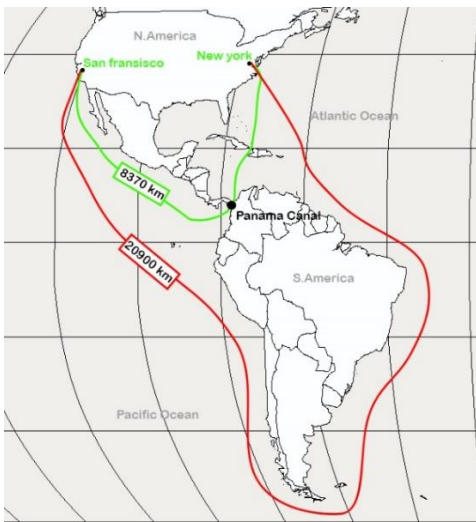 N.America
San fransisco
New york
Atlantic Ocean
8370 km
Panama Canal
20900 km
S.America
Pacific Ocean